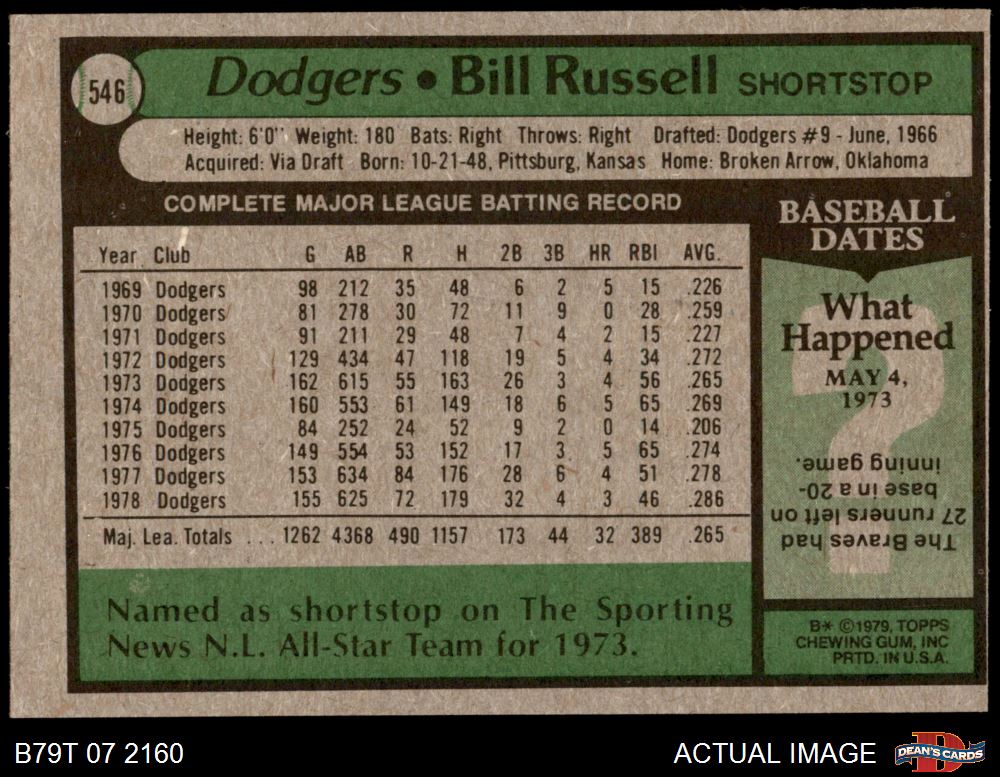 546
Dodgers • Bill Russell SHORTSTOP
Height: 6'0" Weight: 180 Bats: Right Throws: Right Drafted: Dodgers #9 - June, 1966
Acquired: Via Draft Born: 10-21-48, Pittsburg, Kansas Home: Broken Arrow, Oklahoma
COMPLETE MAJOR LEAGUE BATTING RECORD
Year Club G AB R H 2B 3B HR RBI AVG.
1969 Dodgers 98 212 35 48 6 2 5 15 .226
1970 Dodgers 81 278 30 72 11 9 0 28 .259
1971 Dodgers 91 211 29 48 7 4 2 15 .227
1972 Dodgers 129 434 47 118 19 5 4 34 .272
1973 Dodgers 162 615 55 163 26 3 4 56 .265
1974 Dodgers 160 553 61 149 18 6 5 65 .269
1975 Dodgers 84 252 24 52 9 2 0 14 .206
1976 Dodgers 149 554 53 152 17 3 5 65 .274
1977 Dodgers 153 634 84 176 28 6 4 51 .278
1978 Dodgers 155 625 72 179 32 4 3 46 .286
Maj. Lea. Totals ... 1262 4368 490 1157 173 44 32 389 .265
Named as shortstop on The Sporting
News N.L. All-Star Team for 1973.
BASEBALL
DATES
What
Happened
MAY 4,
1973
?
The Braves had
27 runners left on
base in a 20-
inning game.
B* ©1979, TOPPS
CHEWING GUM, INC
PRTD. IN U.S.A.
B79T 07 2160
ACTUAL IMAGE
D
DEAN'S CARDS